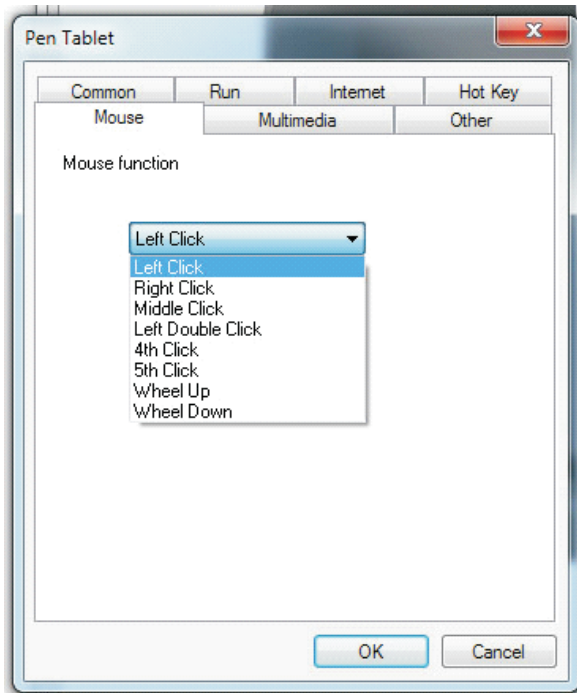 Pen Tablet
Common Run Internet Hot Key
Mouse Multimedia Other
Mouse function
Left Click
Left Click
Right Click
Middle Click
Left Double Click
4th Click
5th Click
Wheel Up
Wheel Down
OK Cancel